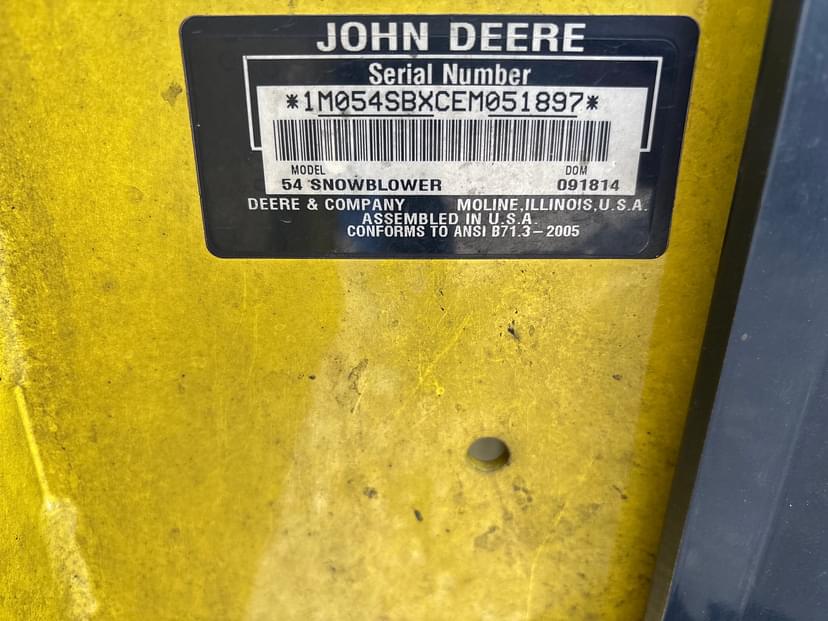 JOHN DEERE
Serial Number
*1M054SBXCEM051897*
MODEL DOM
54 SNOWBLOWER 091814
DEERE & COMPANY MOLINE,ILLINOIS,U.S.A.
ASSEMBLED IN U.S.A.
CONFORMS TO ANSI B71.3–2005